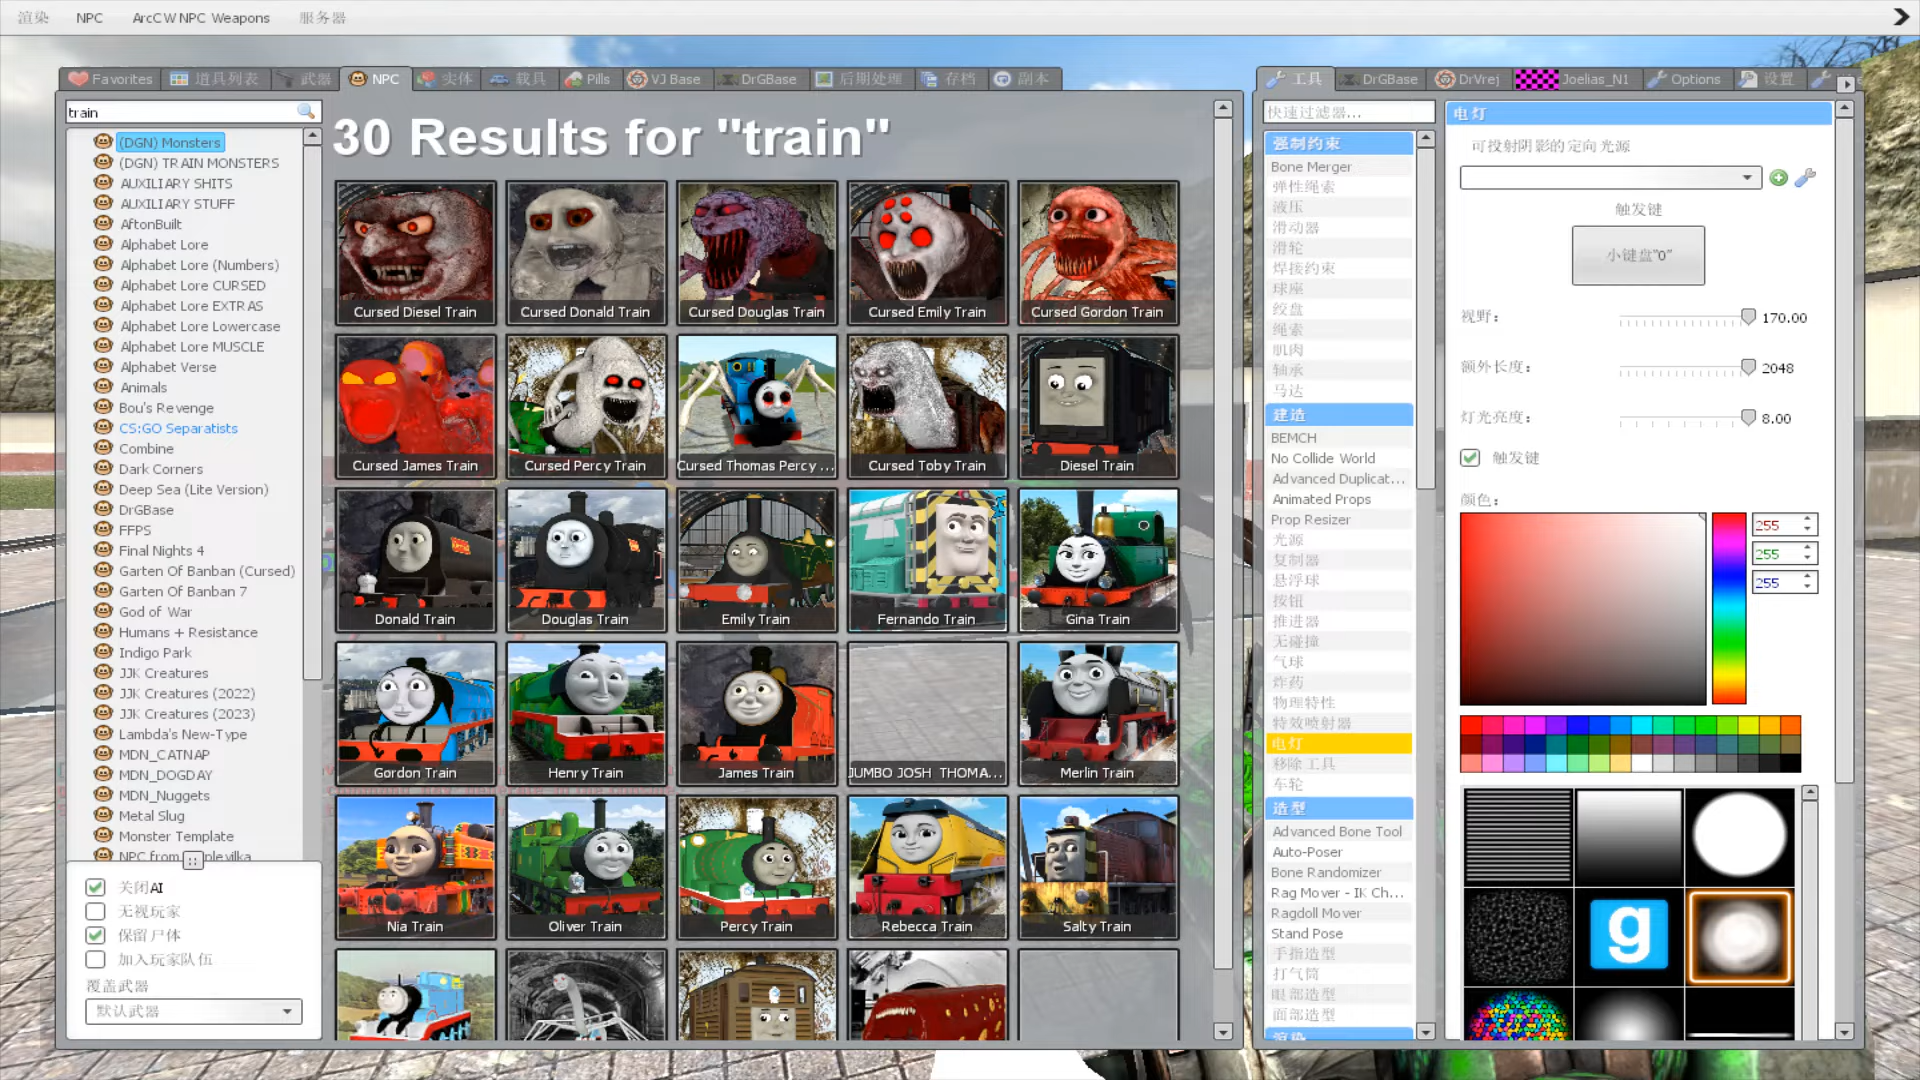 渲染 NPC ArcCW NPC Weapons 服务器
Favorites 道具列表 武器 NPC 实体 载具 Pills VJ Base DrGBase 后期处理 存档 副本
train
(DGN) Monsters
(DGN) TRAIN MONSTERS
AUXILIARY SHITS
AUXILIARY STUFF
AftonBuilt
Alphabet Lore
Alphabet Lore (Numbers)
Alphabet Lore CURSED
Alphabet Lore EXTRAS
Alphabet Lore Lowercase
Alphabet Lore MUSCLE
Alphabet Verse
Animals
Bou's Revenge
CS:GO Separatists
Combine
Dark Corners
Deep Sea (Lite Version)
DrGBase
FFPS
Final Nights 4
Garten Of Banban (Cursed)
Garten Of Banban 7
God of War
Humans + Resistance
Indigo Park
JJK Creatures
JJK Creatures (2022)
JJK Creatures (2023)
Lambda's New-Type
MDN_CATNAP
MDN_DOGDAY
MDN_Nuggets
Metal Slug
Monster Template
NPC from
关闭AI
无视玩家
保留尸体
加入玩家队伍
覆盖武器
默认武器
30 Results for "train"
Cursed Diesel Train
Cursed Donald Train
Cursed Douglas Train
Cursed Emily Train
Cursed Gordon Train
Cursed James Train
Cursed Percy Train
Cursed Thomas Percy ...
Cursed Toby Train
Diesel Train
Donald Train
Douglas Train
Emily Train
Fernando Train
Gina Train
Gordon Train
Henry Train
James Train
JUMBO JOSH THOMA...
Merlin Train
Nia Train
Oliver Train
Percy Train
Rebecca Train
Salty Train
工具 DrGBase DrVrej Joelias_N1 Options 设置
快速过滤器...
强制约束
Bone Merger
弹性绳索
液压
滑动器
滑轮
焊接约束
球座
绞盘
绳索
肌肉
轴承
马达
建造
BEMCH
No Collide World
Advanced Duplicat...
Animated Props
Prop Resizer
光源
复制器
悬浮球
按钮
推进器
无碰撞
气球
炸药
物理特性
特效喷射器
电灯
移除工具
车轮
造型
Advanced Bone Tool
Auto-Poser
Bone Randomizer
Rag Mover - IK Ch...
Ragdoll Mover
Stand Pose
手指造型
打气筒
眼部造型
面部造型
渲染
电灯
可投射阴影的定向光源
触发键
小键盘"0"
视野: 170.00
额外长度: 2048
灯光亮度: 8.00
触发键
颜色:
255
255
255
g